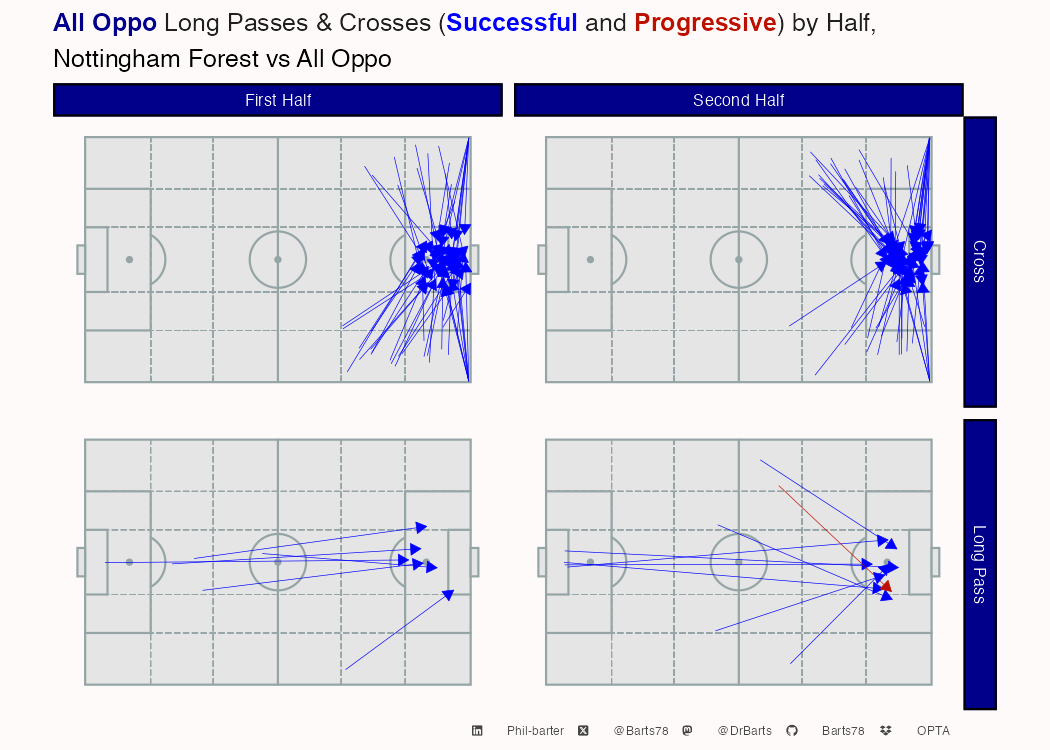 All Oppo Long Passes & Crosses (Successful and Progressive) by Half,
Nottingham Forest vs All Oppo
First Half
Second Half
Cross
Long Pass
Phil-barter @Barts78 @DrBarts Barts78 OPTA